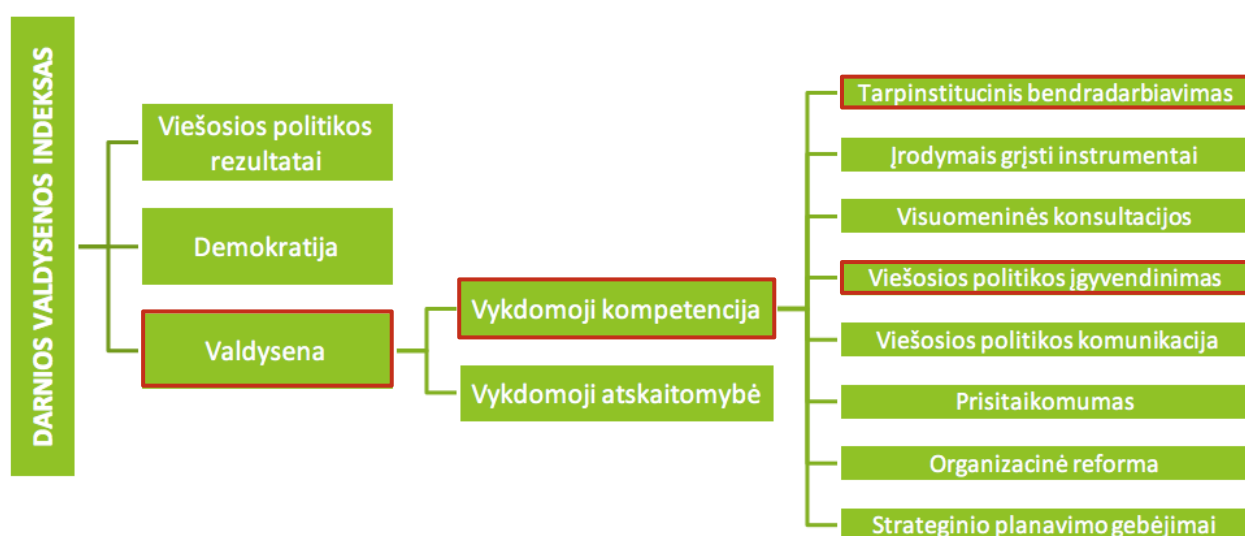 DARNIOS VALDYSENOS INDEKSAS
Viešosios politikos
rezultatai
Demokratija
Valdysena
Vykdomoji kompetencija
Vykdomoji atskaitomybė
Tarpinstitucinis bendradarbiavimas
Įrodymais grįsti instrumentai
Visuomeninės konsultacijos
Viešosios politikos įgyvendinimas
Viešosios politikos komunikacija
Prisitaikomumas
Organizacinė reforma
Strateginio planavimo gebėjimai